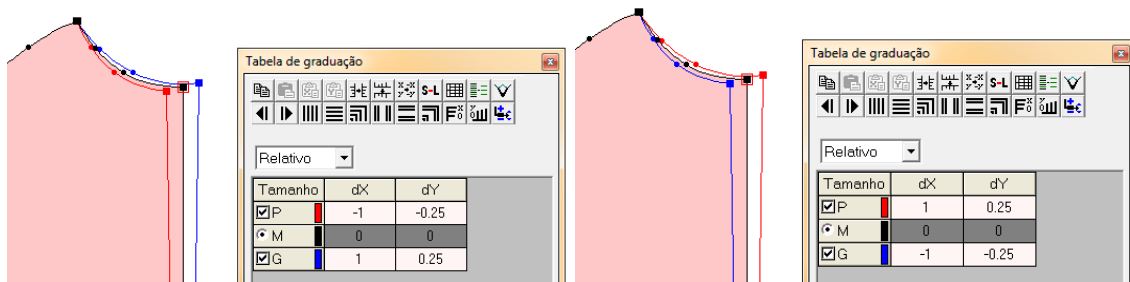 Tabela de graduação
S-L
Relativo
Tamanho dX dY
P -1 -0.25
M 0 0
G 1 0.25
Tabela de graduação
S-L
Relativo
Tamanho dX dY
P 1 0.25
M 0 0
G -1 -0.25